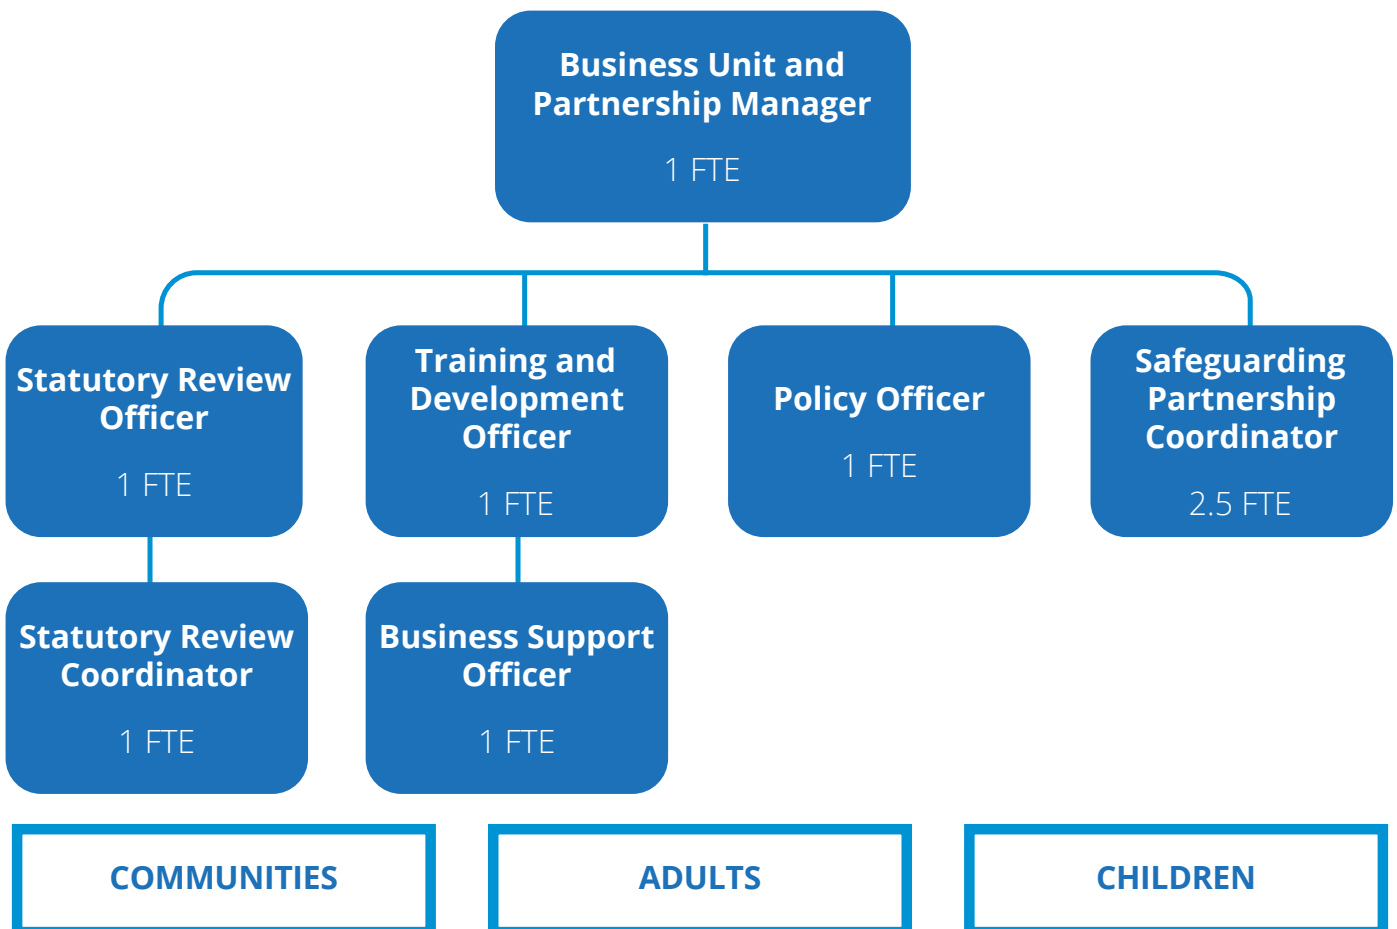 Business Unit and
Partnership Manager
1 FTE
Statutory Review
Officer
1 FTE
Training and
Development
Officer
1 FTE
Policy Officer
1 FTE
Safeguarding
Partnership
Coordinator
2.5 FTE
Statutory Review
Coordinator
1 FTE
Business Support
Officer
1 FTE
COMMUNITIES
ADULTS
CHILDREN